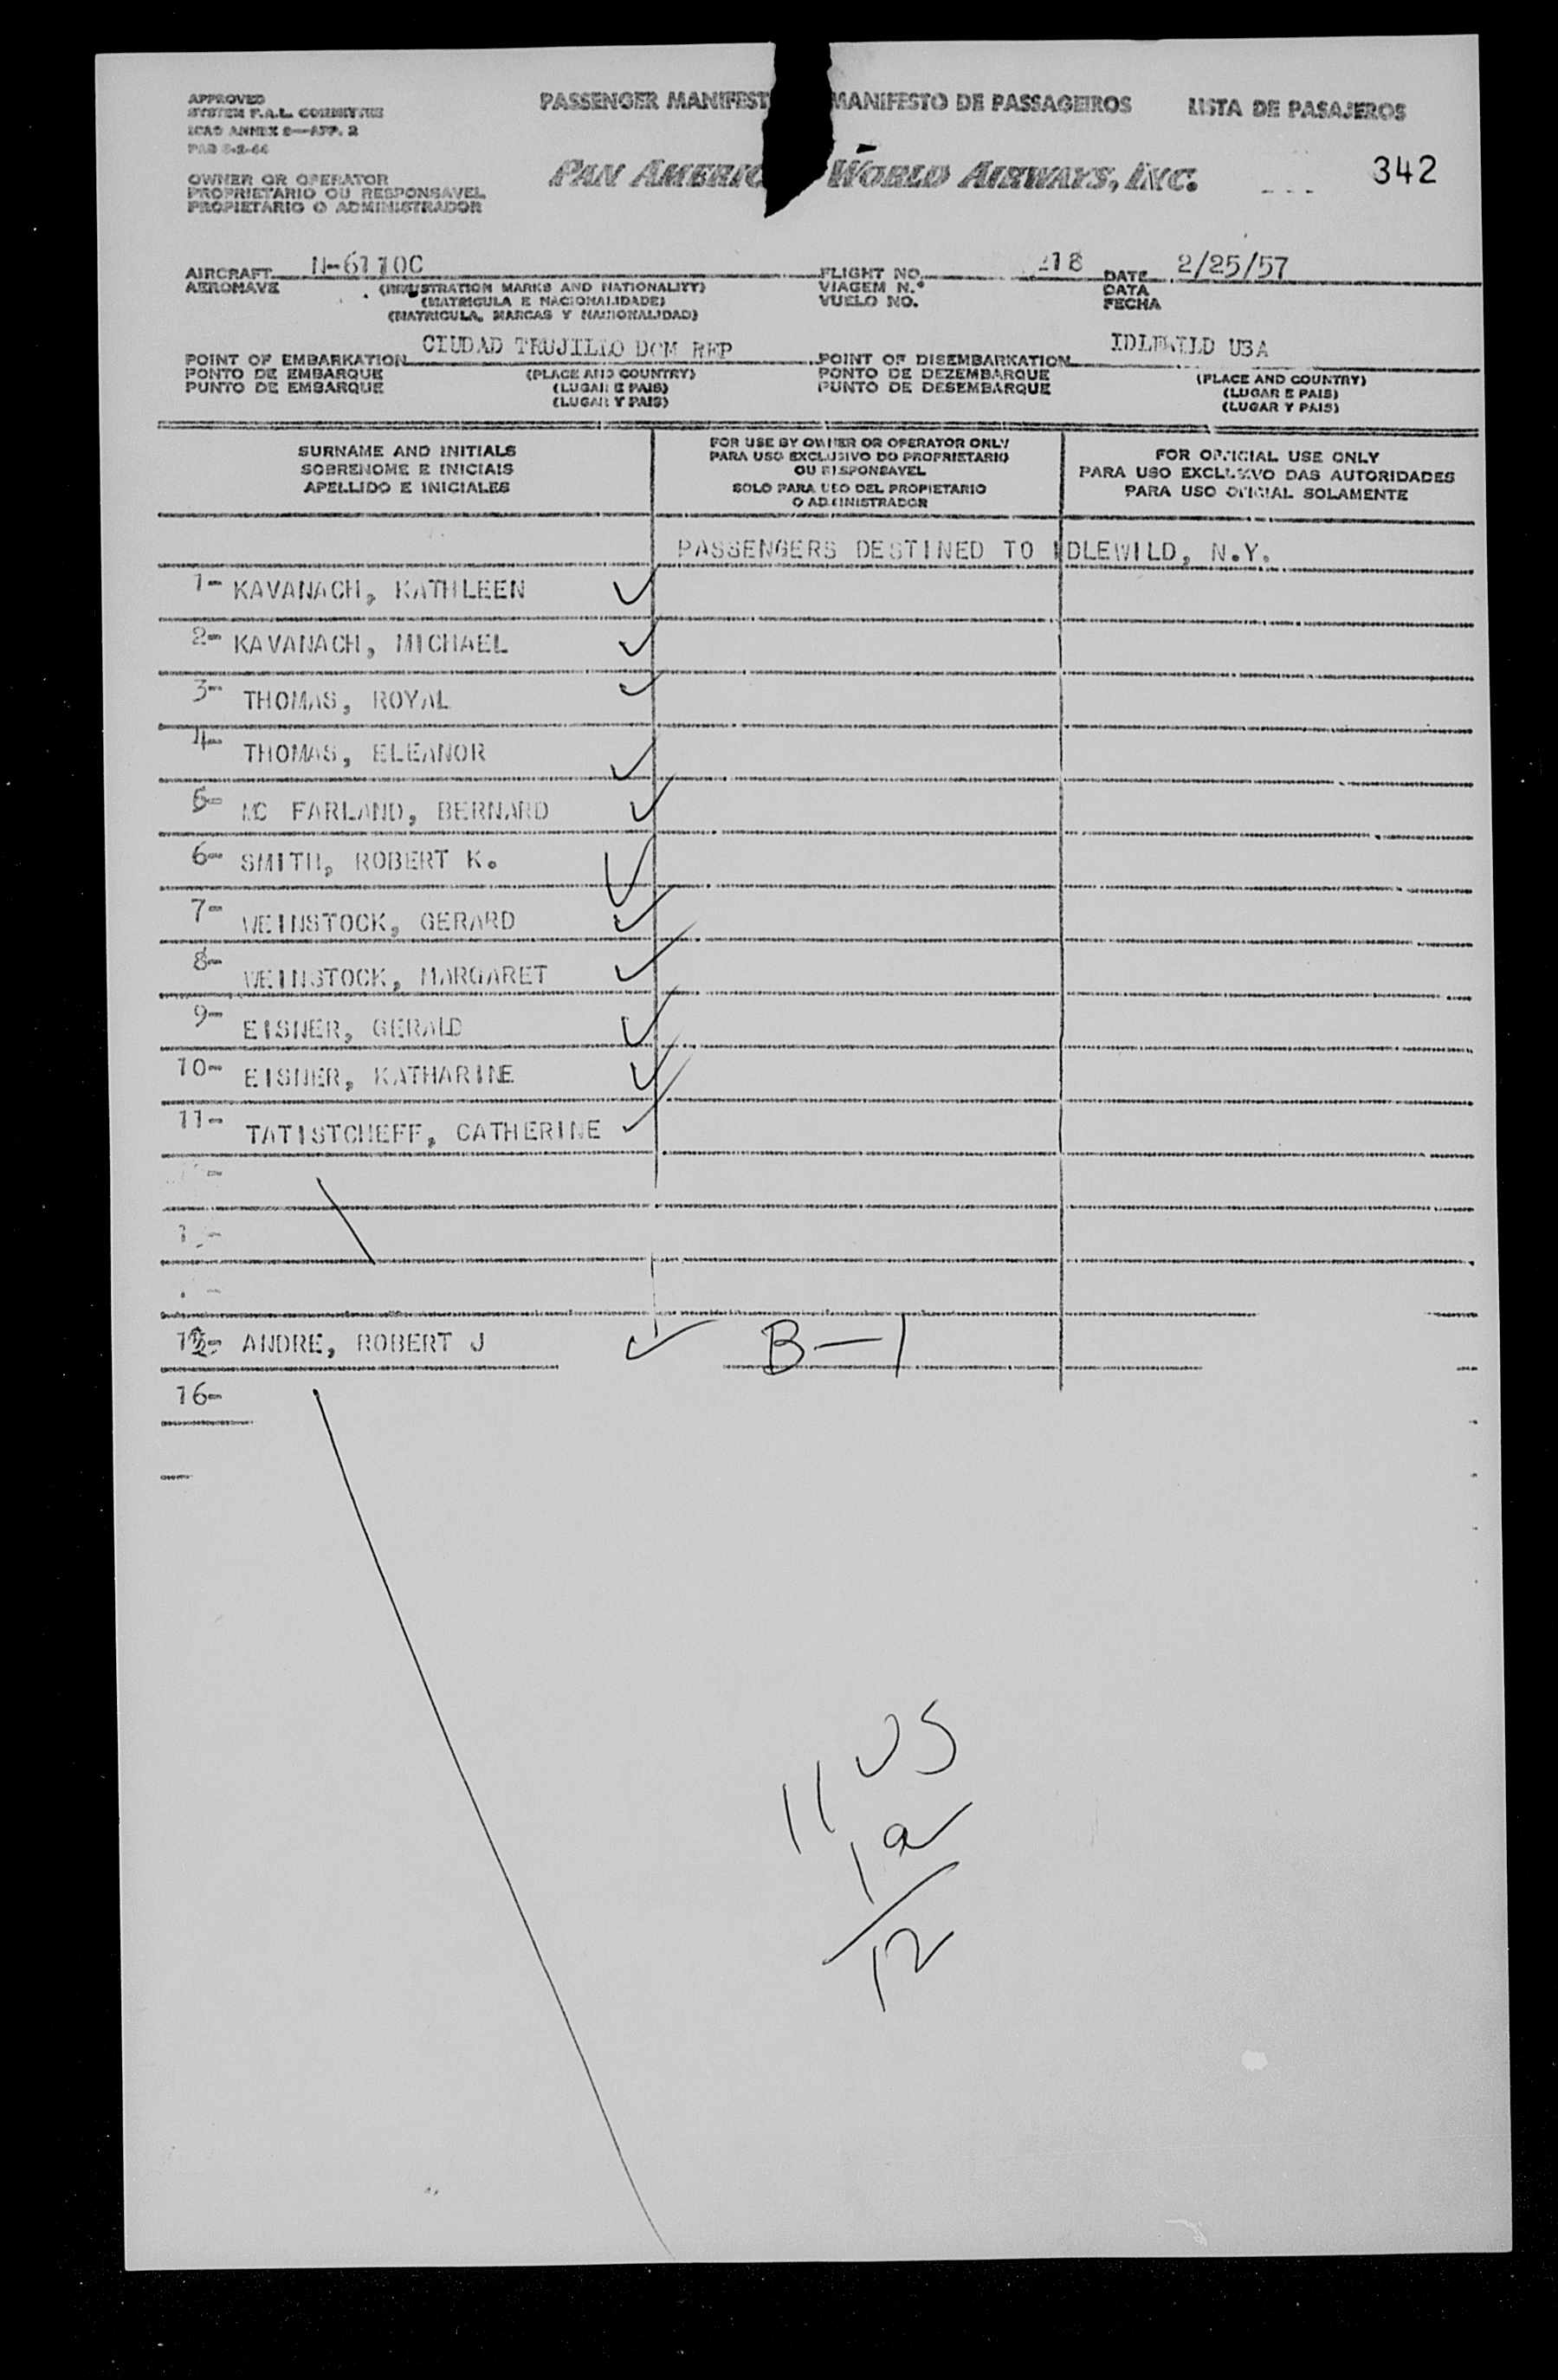 APPROVED
SYSTEM F.A.L. COMMITTEE
ICAO ANNEX 9—APP. 2
PASSENGER MANIFEST MANIFESTO DE PASSAGEIROS LISTA DE PASAJEROS
OWNER OR OPERATOR
PROPRIETARIO OU RESPONSAVEL
PROPIETARIO O ADMINISTRADOR
PAN AMERIC WORLD AIRWAYS, INC.
342
AIRCRAFT N-6110C FLIGHT NO. 218 DATE 2/25/57
AERONAVE (REGISTRATION MARKS AND NATIONALITY) VIAGEM N.º DATA
(MATRICULA E NACIONALIDADE) VUELO NO. FECHA
(MATRICULA, MARCAS Y NACIONALIDAD)
POINT OF EMBARKATION CIUDAD TRUJILLO DOM REP POINT OF DISEMBARKATION IDLEWILD USA
PONTO DE EMBARQUE (PLACE AND COUNTRY) PONTO DE DEZEMBARQUE (PLACE AND COUNTRY)
PUNTO DE EMBARQUE (LUGAR E PAIS) PUNTO DE DESEMBARQUE (LUGAR E PAIS)
(LUGAR Y PAIS) (LUGAR Y PAIS)
SURNAME AND INITIALS
SOBRENOME E INICIAIS
APELLIDO E INICIALES
FOR USE BY OWNER OR OPERATOR ONLY
PARA USO EXCLUSIVO DO PROPRIETARIO
OU RESPONSAVEL
SOLO PARA USO DEL PROPIETARIO
O ADMINISTRADOR
FOR OFFICIAL USE ONLY
PARA USO EXCLUSIVO DAS AUTORIDADES
PARA USO OFICIAL SOLAMENTE
PASSENGERS DESTINED TO IDLEWILD, N.Y.
1- KAVANACH, KATHLEEN ✓
2- KAVANACH, MICHAEL ✓
3- THOMAS, ROYAL ✓
4- THOMAS, ELEANOR ✓
5- MC FARLAND, BERNARD ✓
6- SMITH, ROBERT K. ✓
7- WEINSTOCK, GERARD ✓
8- WEINSTOCK, MARGARET ✓
9- EISNER, GERALD ✓
10- EISNER, KATHARINE ✓
11- TATISTCHEFF, CATHERINE ✓
ANDRE, ROBERT J ✓ B-1
16-
11 US
1 a
12